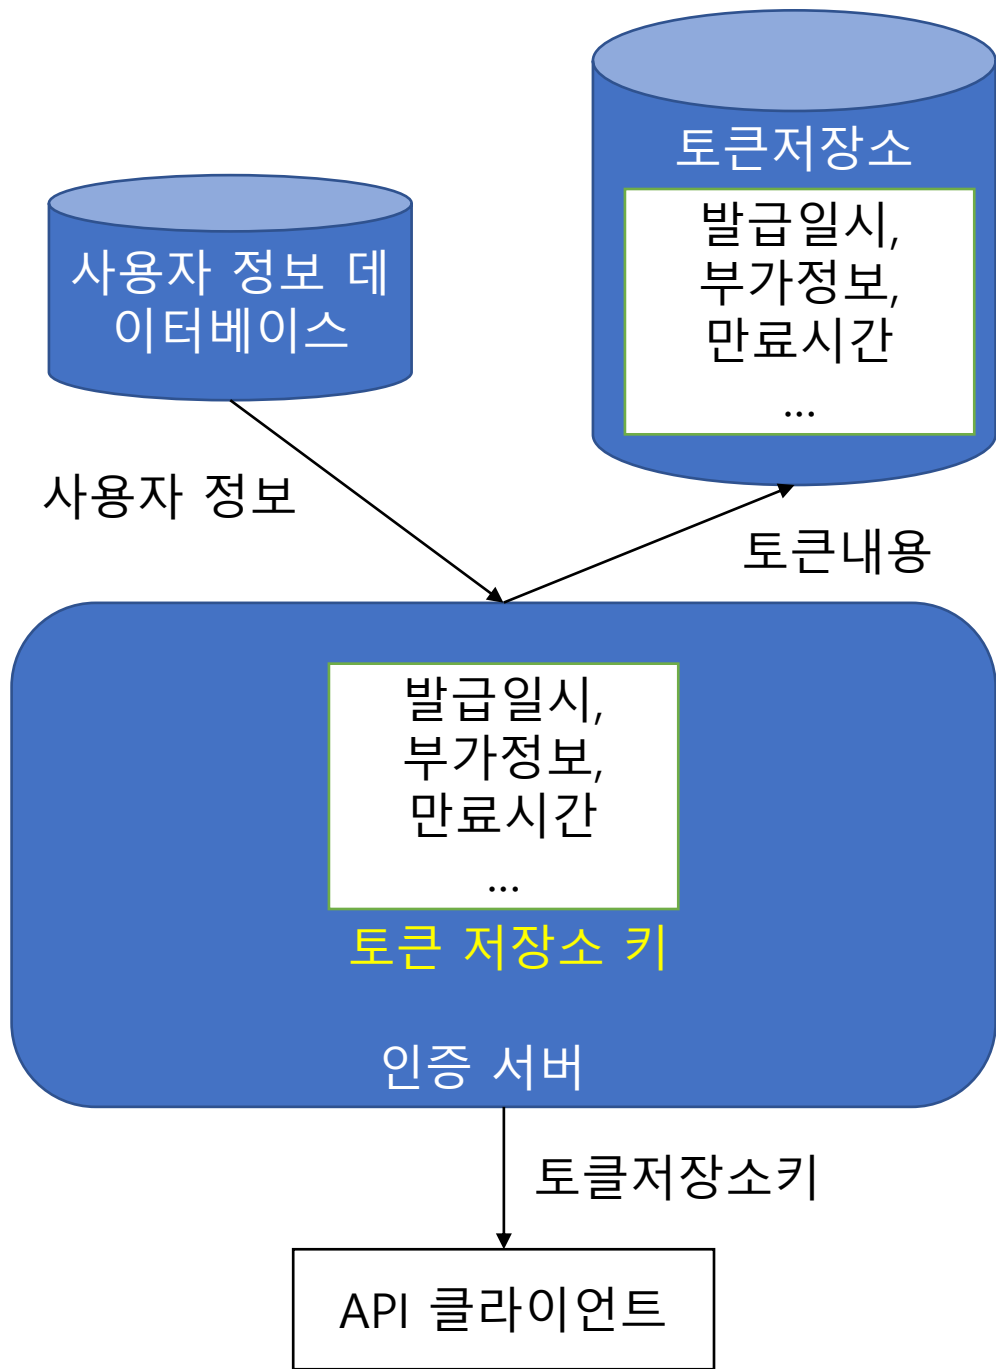 토큰저장소
발급일시,
부가정보,
만료시간
...
사용자 정보 데
이터베이스
사용자 정보
토큰내용
발급일시,
부가정보,
만료시간
...
토큰 저장소 키
인증 서버
토클저장소키
API 클라이언트